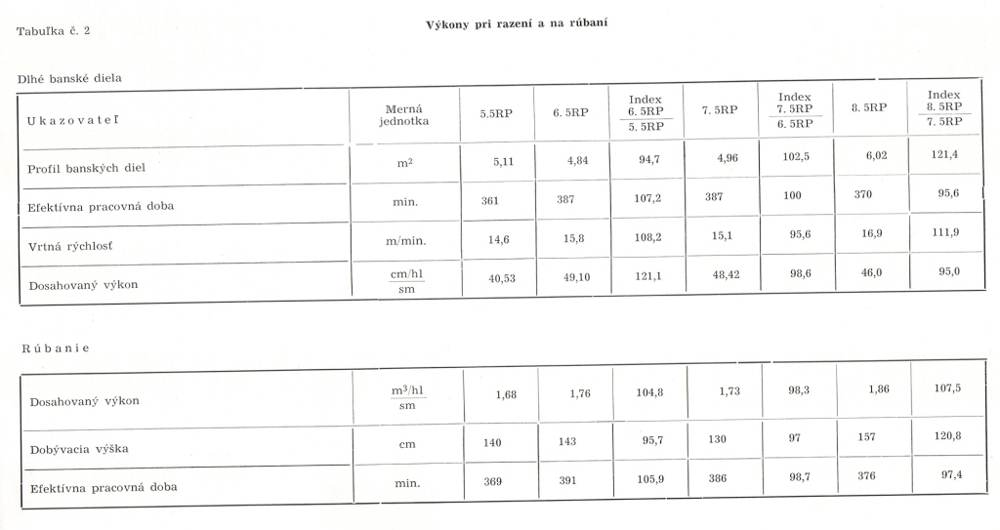 Tabuľka č. 2
Výkony pri razení a na rúbaní
Dlhé banské diela
Ukazovateľ Merná jednotka 5.5RP 6. 5RP Index 6. 5RP 5. 5RP 7. 5RP Index 7. 5RP 6. 5RP 8. 5RP Index 8. 5RP 7. 5RP
Profil banských diel m² 5,11 4,84 94,7 4,96 102,5 6,02 121,4
Efektívna pracovná doba min. 361 387 107,2 387 100 370 95,6
Vrtná rýchlosť m/min. 14,6 15,8 108,2 15,1 95,6 16,9 111,9
Dosahovaný výkon cm/hl sm 40,53 49,10 121,1 48,42 98,6 46,0 95,0
Rúbanie
Dosahovaný výkon m³/hl sm 1,68 1,76 104,8 1,73 98,3 1,86 107,5
Dobývacia výška cm 140 143 95,7 130 97 157 120,8
Efektívna pracovná doba min. 369 391 105,9 386 98,7 376 97,4